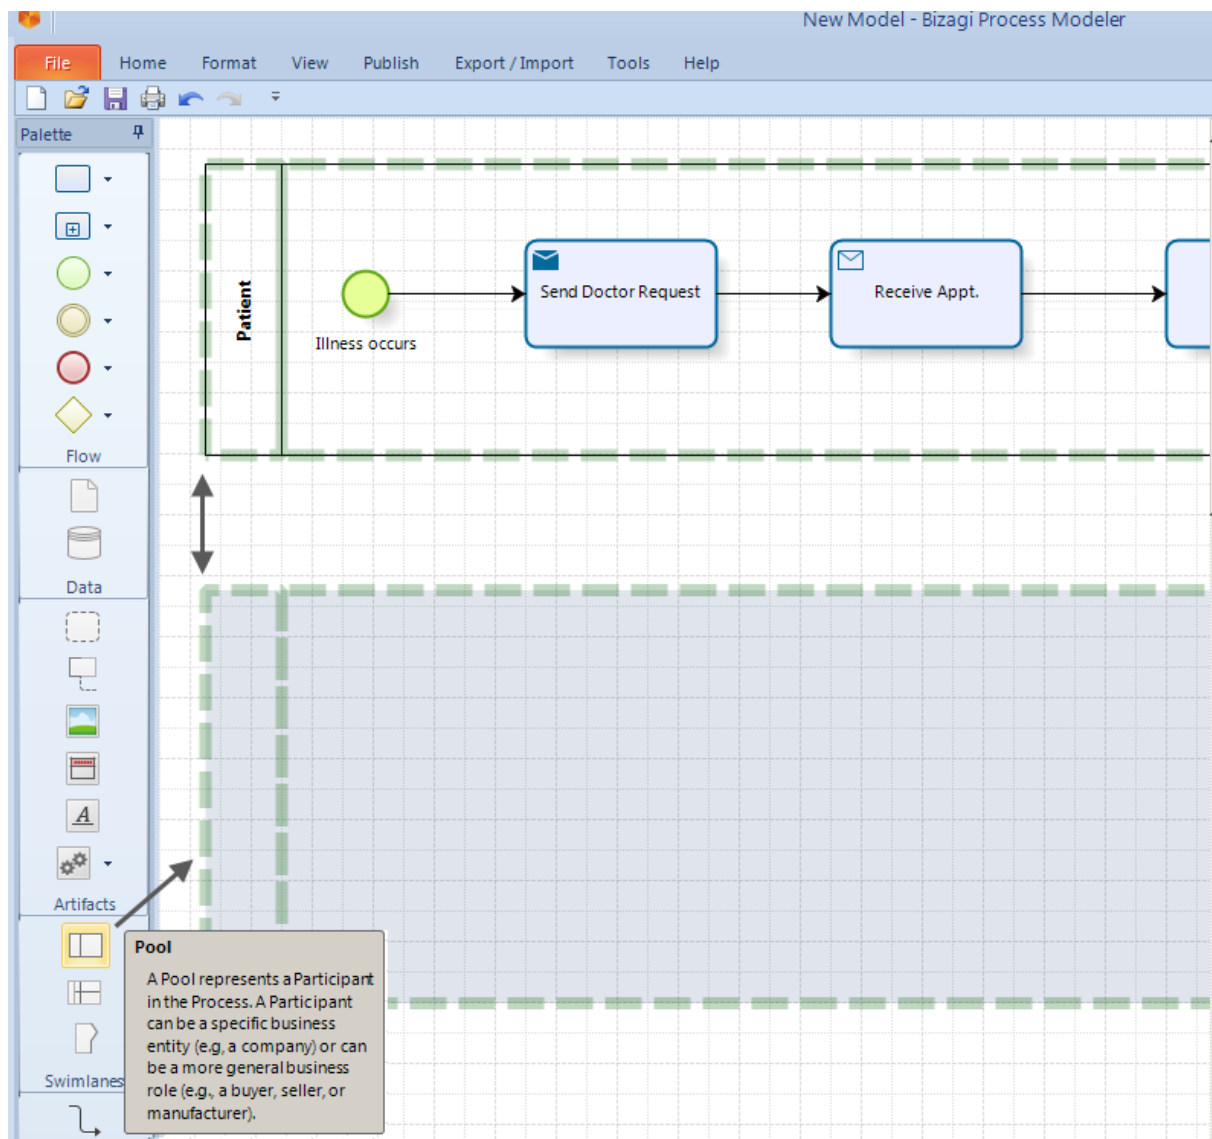 New Model - Bizagi Process Modeler
File Home Format View Publish Export / Import Tools Help
Palette
Patient
Send Doctor Request
Receive Appt.
Illness occurs
Flow
Data
A
Artifacts
Pool
A Pool represents a Participant
in the Process. A Participant
can be a specific business
entity (e.g, a company) or can
be a more general business
role (e.g., a buyer, seller, or
manufacturer).
Swimlanes